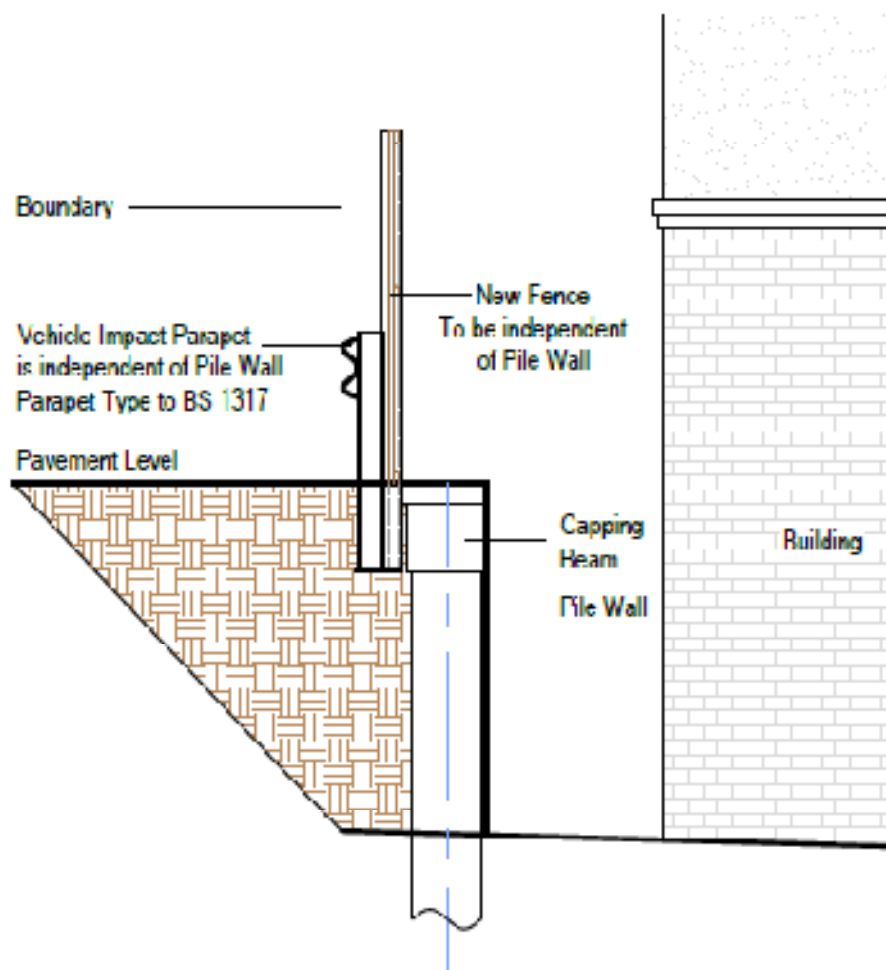 Boundary
New Fence
To be independent
of Pile Wall
Vehicle Impact Parapet
is independent of Pile Wall
Parapet Type to BS 1317
Pavement Level
Capping
Beam
Pile Wall
Building